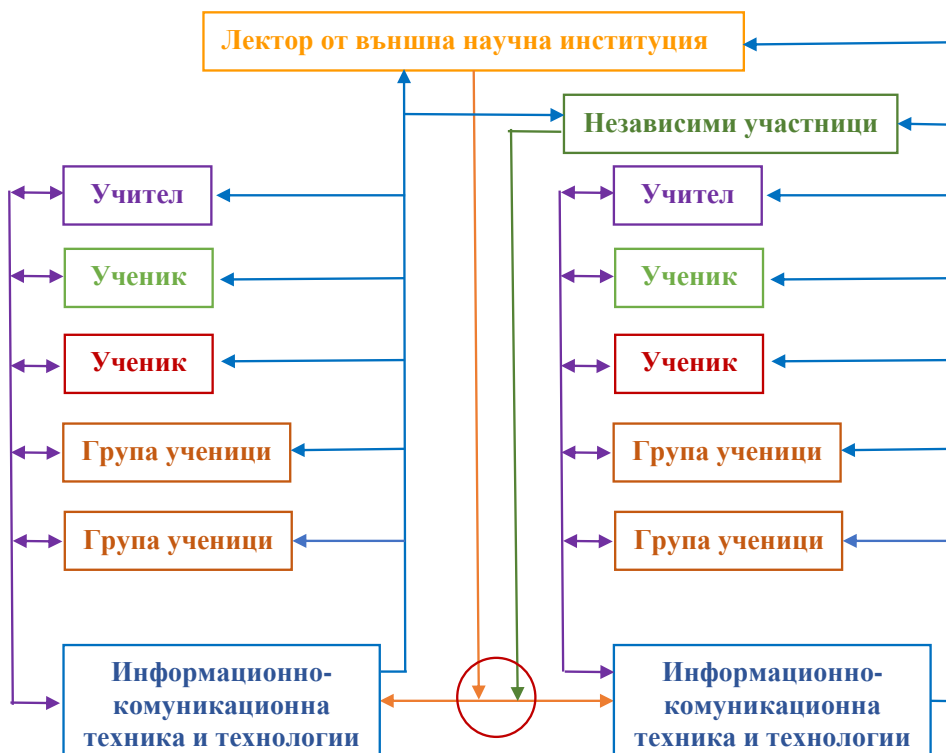 Лектор от външна научна институция
Независими участници
Учител
Ученик
Ученик
Група ученици
Група ученици
Информационно-
комуникационна
техника и технологии
Учител
Ученик
Ученик
Група ученици
Група ученици
Информационно-
комуникационна
техника и технологии